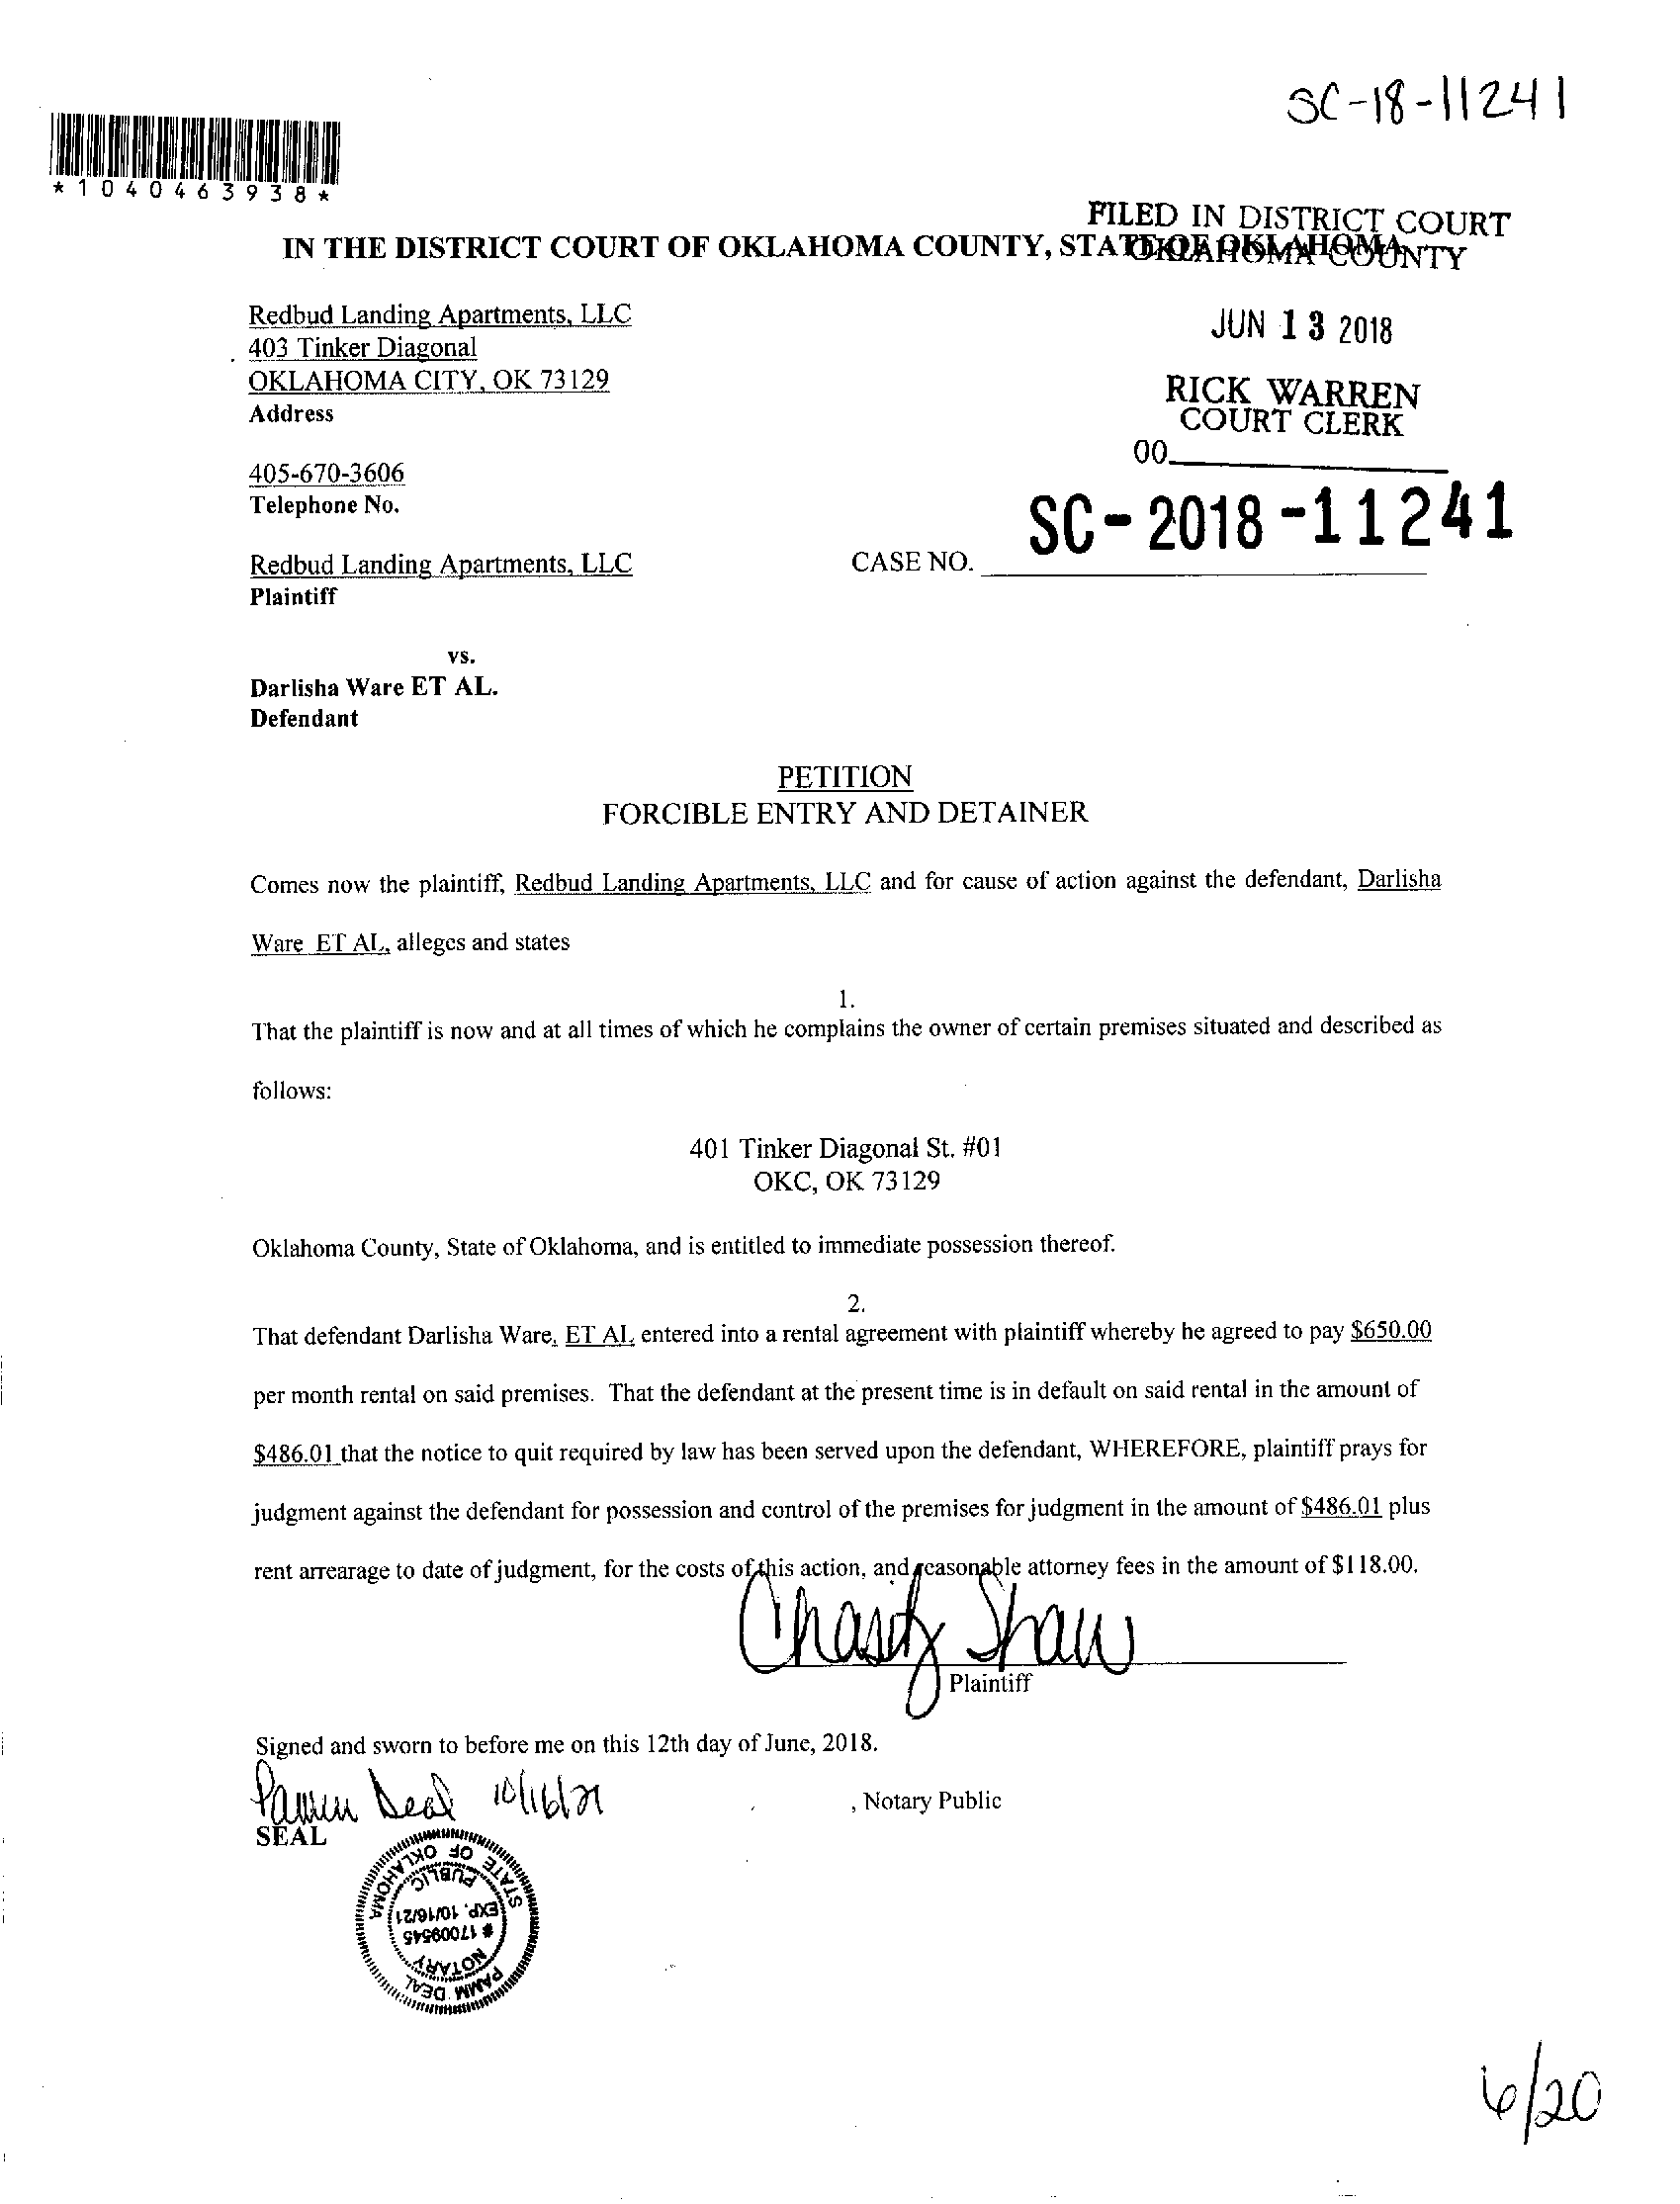 SC-18-11241
*1040463938*
FILED IN DISTRICT COURT
OKLAHOMA COUNTY
IN THE DISTRICT COURT OF OKLAHOMA COUNTY, STATE OF OKLAHOMA
Redbud Landing Apartments, LLC
403 Tinker Diagonal
OKLAHOMA CITY, OK 73129
Address
JUN 13 2018
RICK WARREN
COURT CLERK
00
405-670-3606
Telephone No.
SC-2018-11241
Redbud Landing Apartments, LLC
CASE NO.
Plaintiff
vs.
Darlisha Ware ET AL.
Defendant
PETITION
FORCIBLE ENTRY AND DETAINER
Comes now the plaintiff, Redbud Landing Apartments, LLC and for cause of action against the defendant, Darlisha
Ware ET AL, alleges and states
1.
That the plaintiff is now and at all times of which he complains the owner of certain premises situated and described as
follows:
401 Tinker Diagonal St. #01
OKC, OK 73129
Oklahoma County, State of Oklahoma, and is entitled to immediate possession thereof.
2.
That defendant Darlisha Ware, ET AL, entered into a rental agreement with plaintiff whereby he agreed to pay $650.00
per month rental on said premises. That the defendant at the present time is in default on said rental in the amount of
$486.01 that the notice to quit required by law has been served upon the defendant, WHEREFORE, plaintiff prays for
judgment against the defendant for possession and control of the premises for judgment in the amount of $486.01 plus
rent arrearage to date of judgment, for the costs of this action, and reasonable attorney fees in the amount of $118.00.
Chasity Shaw
Plaintiff
Signed and sworn to before me on this 12th day of June, 2018.
Pamm Deal 10/16/21
, Notary Public
SEAL
PAMM DEAL
NOTARY
# 17009545
EXP. 10/16/21
PUBLIC
STATE OF OKLAHOMA
6/20